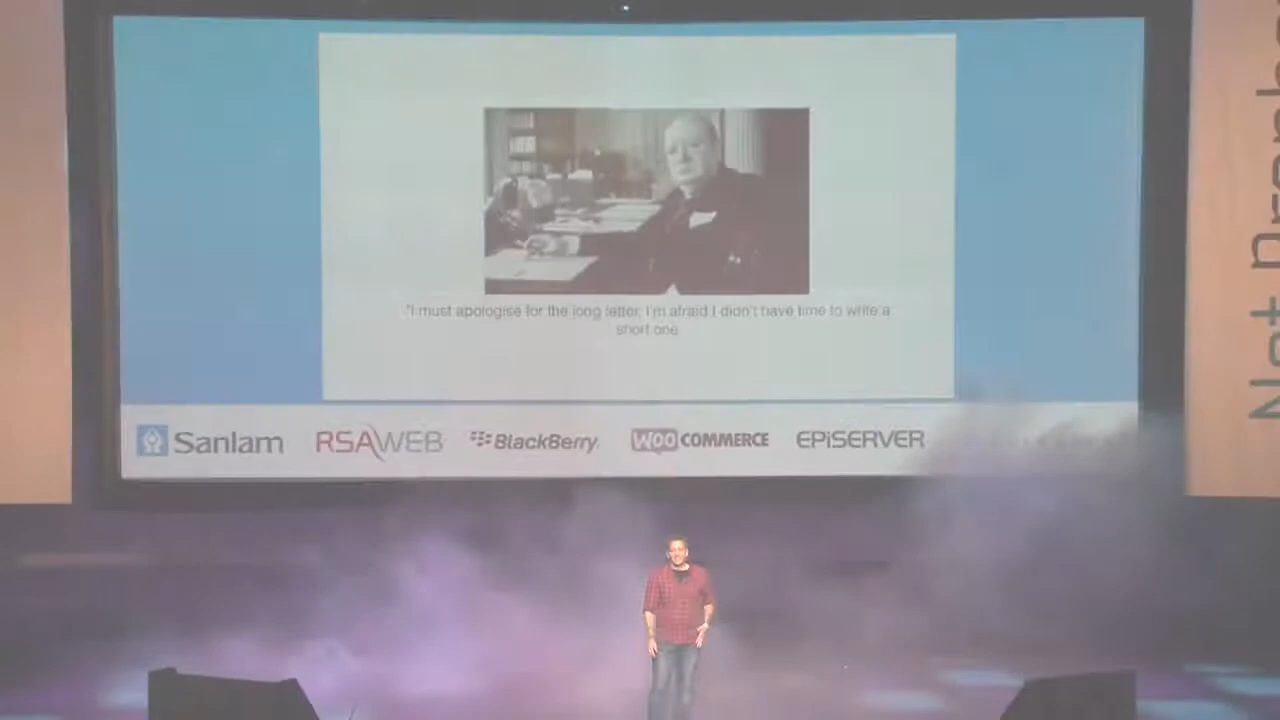 "I must apologise for the long letter, I'm afraid I didn't have time to write a
short one.
Sanlam
RSAWEB
BlackBerry
WOO COMMERCE
EPiSERVER
Not